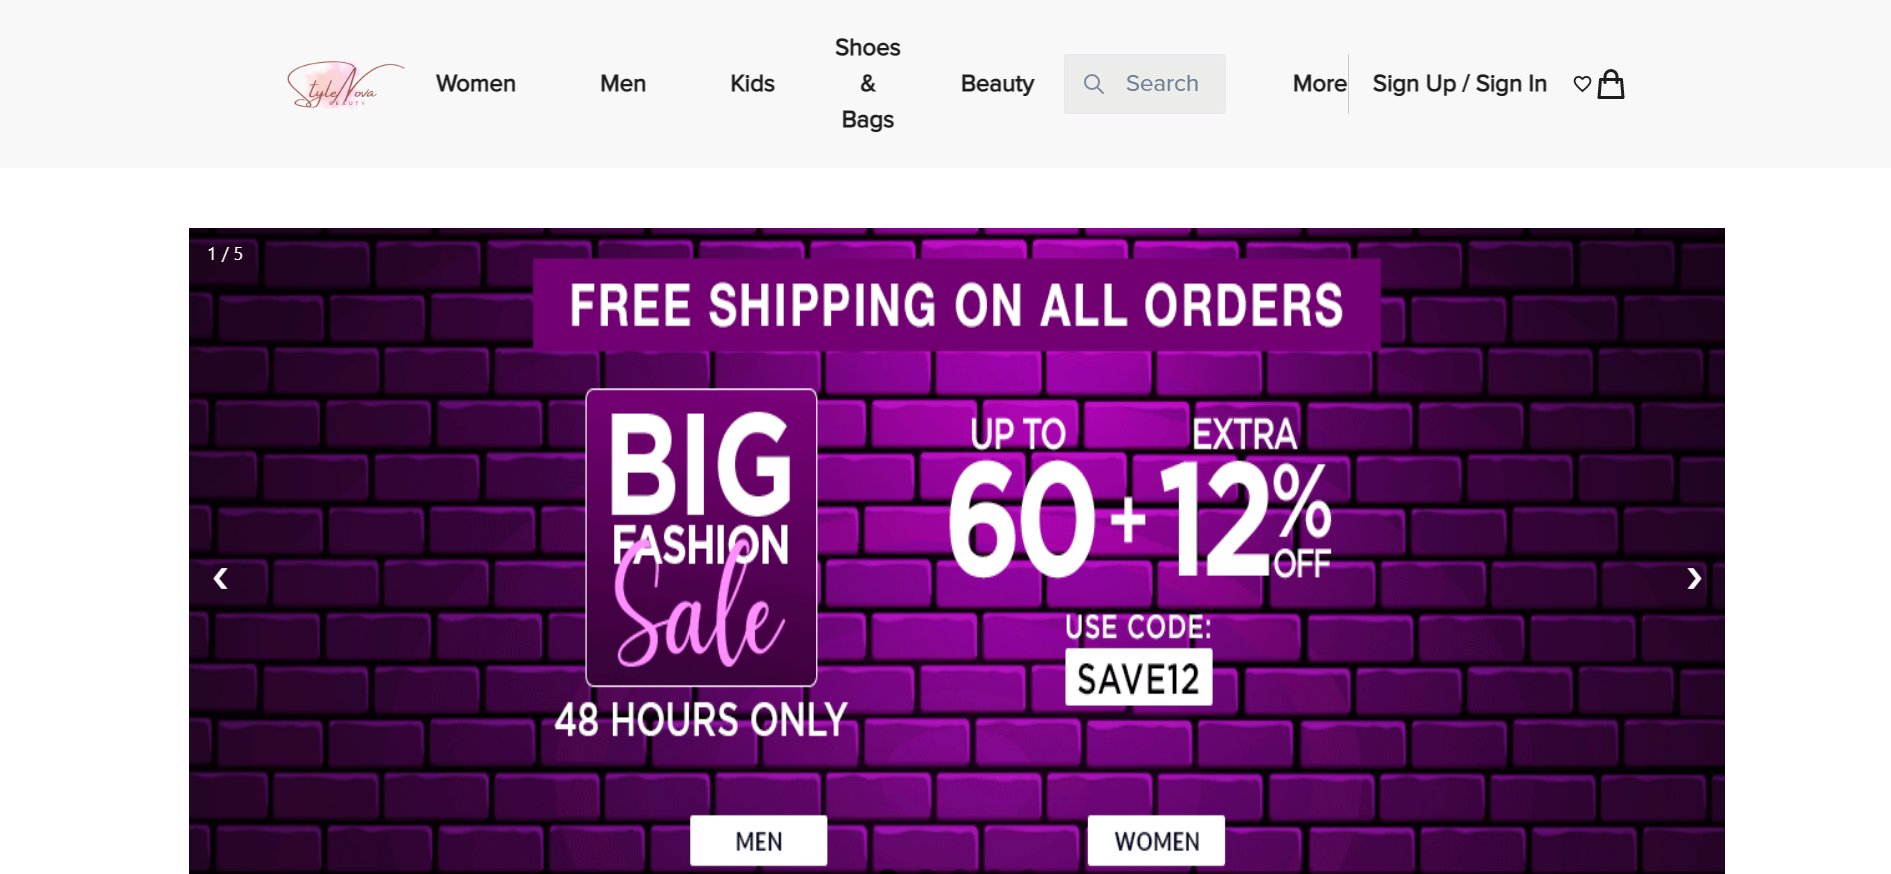 StyleNova
BEAUTY
Women
Men
Kids
Shoes
&
Bags
Beauty
Search
More
Sign Up / Sign In
1 / 5
FREE SHIPPING ON ALL ORDERS
BIG
FASHION
Sale
48 HOURS ONLY
UP TO EXTRA
60+12%
OFF
USE CODE:
SAVE12
MEN
WOMEN